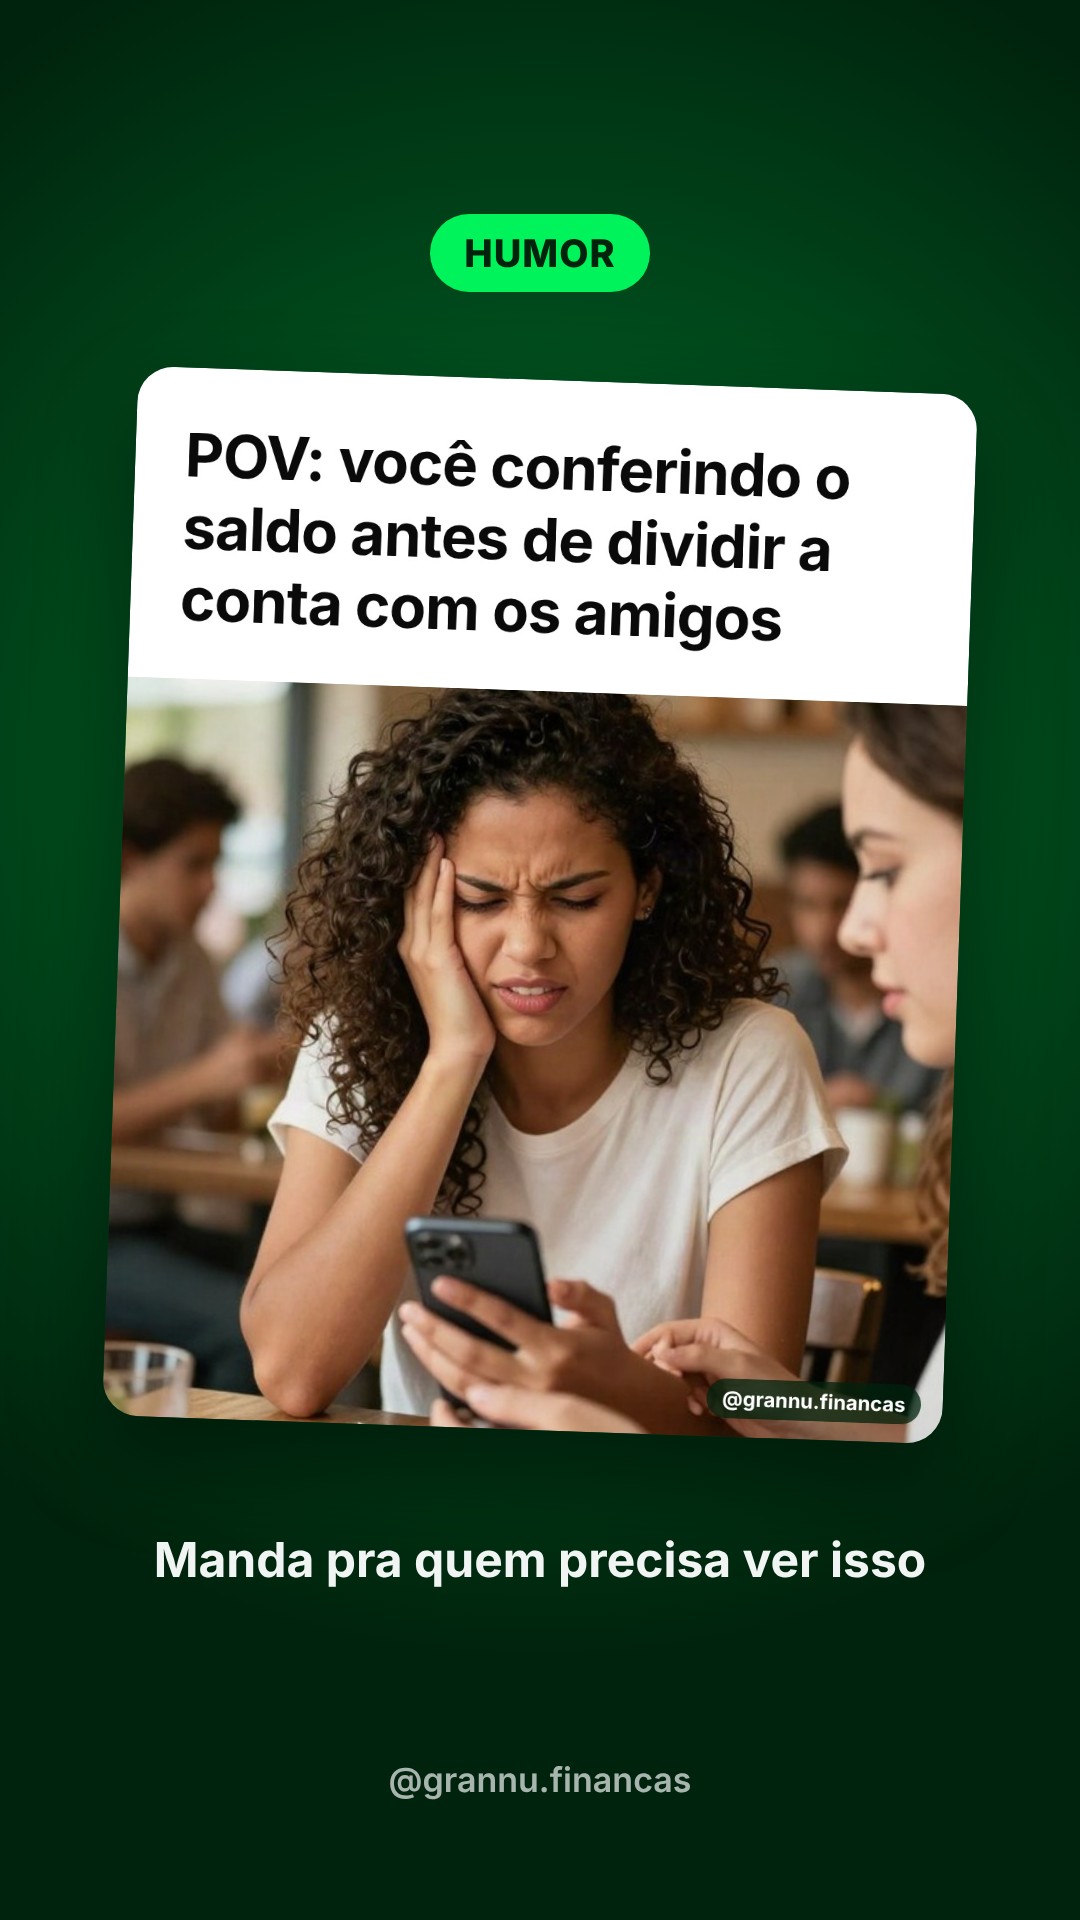 HUMOR
POV: você conferindo o
saldo antes de dividir a
conta com os amigos
@grannu.financas
Manda pra quem precisa ver isso
@grannu.financas